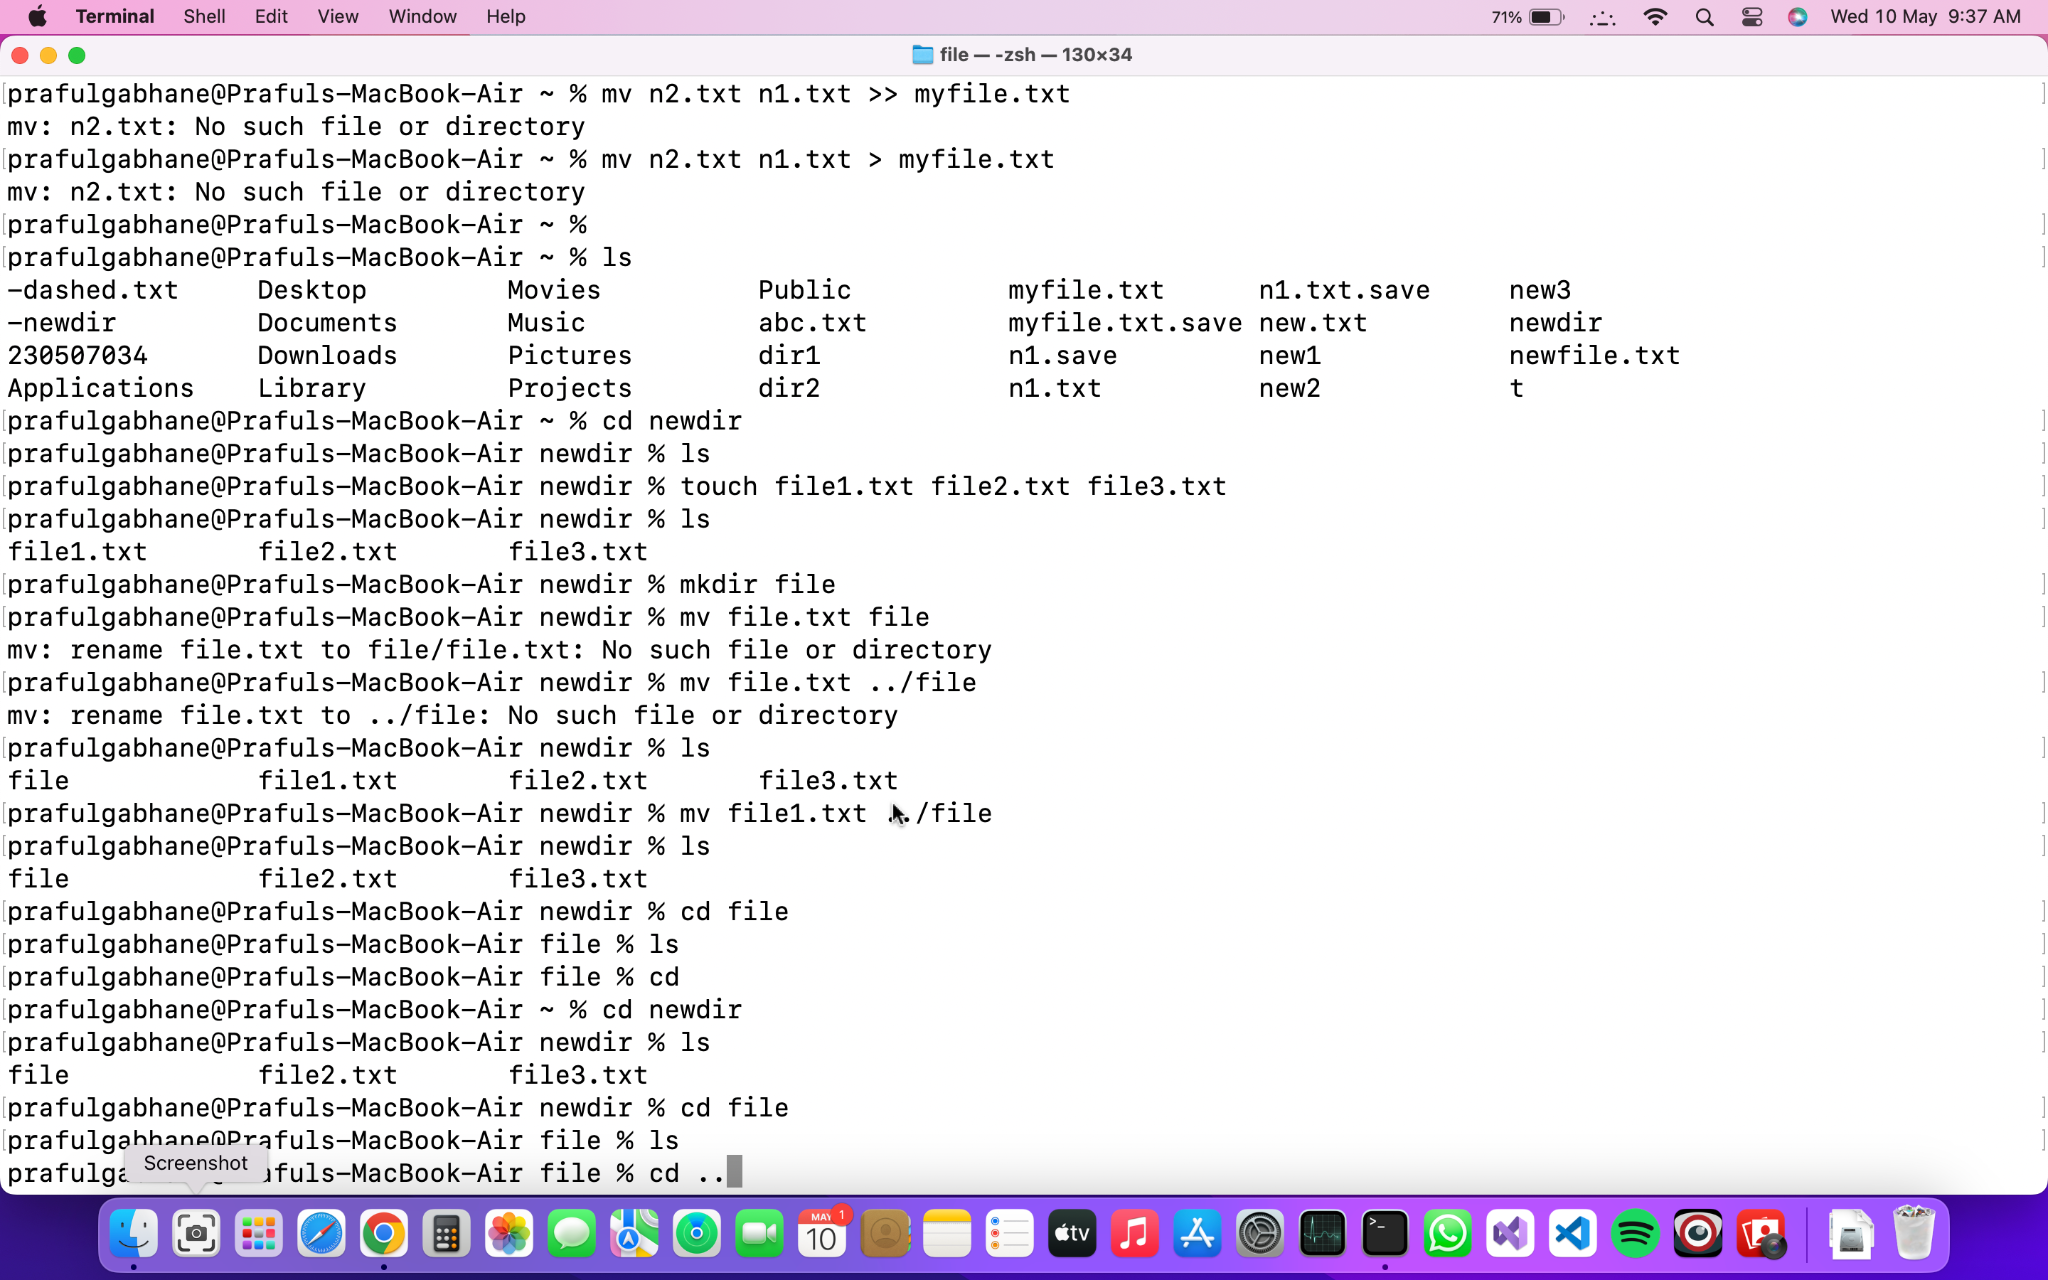 Terminal Shell Edit View Window Help 71% Wed 10 May 9:37 AM
file — -zsh — 130×34
prafulgabhane@Prafuls-MacBook-Air ~ % mv n2.txt n1.txt >> myfile.txt
mv: n2.txt: No such file or directory
prafulgabhane@Prafuls-MacBook-Air ~ % mv n2.txt n1.txt > myfile.txt
mv: n2.txt: No such file or directory
prafulgabhane@Prafuls-MacBook-Air ~ %
prafulgabhane@Prafuls-MacBook-Air ~ % ls
-dashed.txt Desktop Movies Public myfile.txt n1.txt.save new3
-newdir Documents Music abc.txt myfile.txt.save new.txt newdir
230507034 Downloads Pictures dir1 n1.save new1 newfile.txt
Applications Library Projects dir2 n1.txt new2 t
prafulgabhane@Prafuls-MacBook-Air ~ % cd newdir
prafulgabhane@Prafuls-MacBook-Air newdir % ls
prafulgabhane@Prafuls-MacBook-Air newdir % touch file1.txt file2.txt file3.txt
prafulgabhane@Prafuls-MacBook-Air newdir % ls
file1.txt file2.txt file3.txt
prafulgabhane@Prafuls-MacBook-Air newdir % mkdir file
prafulgabhane@Prafuls-MacBook-Air newdir % mv file.txt file
mv: rename file.txt to file/file.txt: No such file or directory
prafulgabhane@Prafuls-MacBook-Air newdir % mv file.txt ../file
mv: rename file.txt to ../file: No such file or directory
prafulgabhane@Prafuls-MacBook-Air newdir % ls
file file1.txt file2.txt file3.txt
prafulgabhane@Prafuls-MacBook-Air newdir % mv file1.txt ../file
prafulgabhane@Prafuls-MacBook-Air newdir % ls
file file2.txt file3.txt
prafulgabhane@Prafuls-MacBook-Air newdir % cd file
prafulgabhane@Prafuls-MacBook-Air file % ls
prafulgabhane@Prafuls-MacBook-Air file % cd
prafulgabhane@Prafuls-MacBook-Air ~ % cd newdir
prafulgabhane@Prafuls-MacBook-Air newdir % ls
file file2.txt file3.txt
prafulgabhane@Prafuls-MacBook-Air newdir % cd file
prafulgabhane@Prafuls-MacBook-Air file % ls
Screenshot
file % cd ..
MAY 1
10
tv